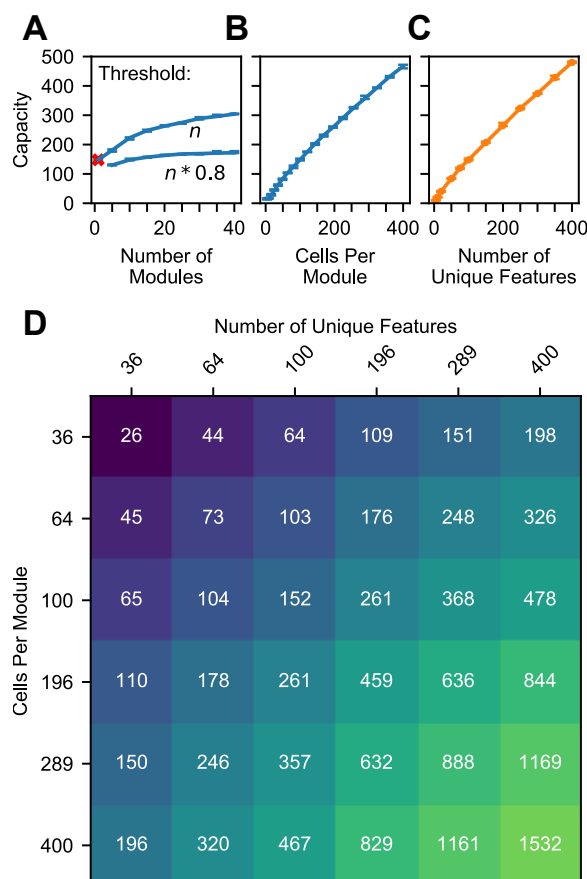 A
B
C
500
400
300
200
100
0
Capacity
Threshold:
n
n * 0.8
0 20 40
Number of
Modules
0 200 400
Cells Per
Module
0 200 400
Number of
Unique Features
D
Number of Unique Features
36 64 100 196 289 400
Cells Per Module
36 26 44 64 109 151 198
64 45 73 103 176 248 326
100 65 104 152 261 368 478
196 110 178 261 459 636 844
289 150 246 357 632 888 1169
400 196 320 467 829 1161 1532